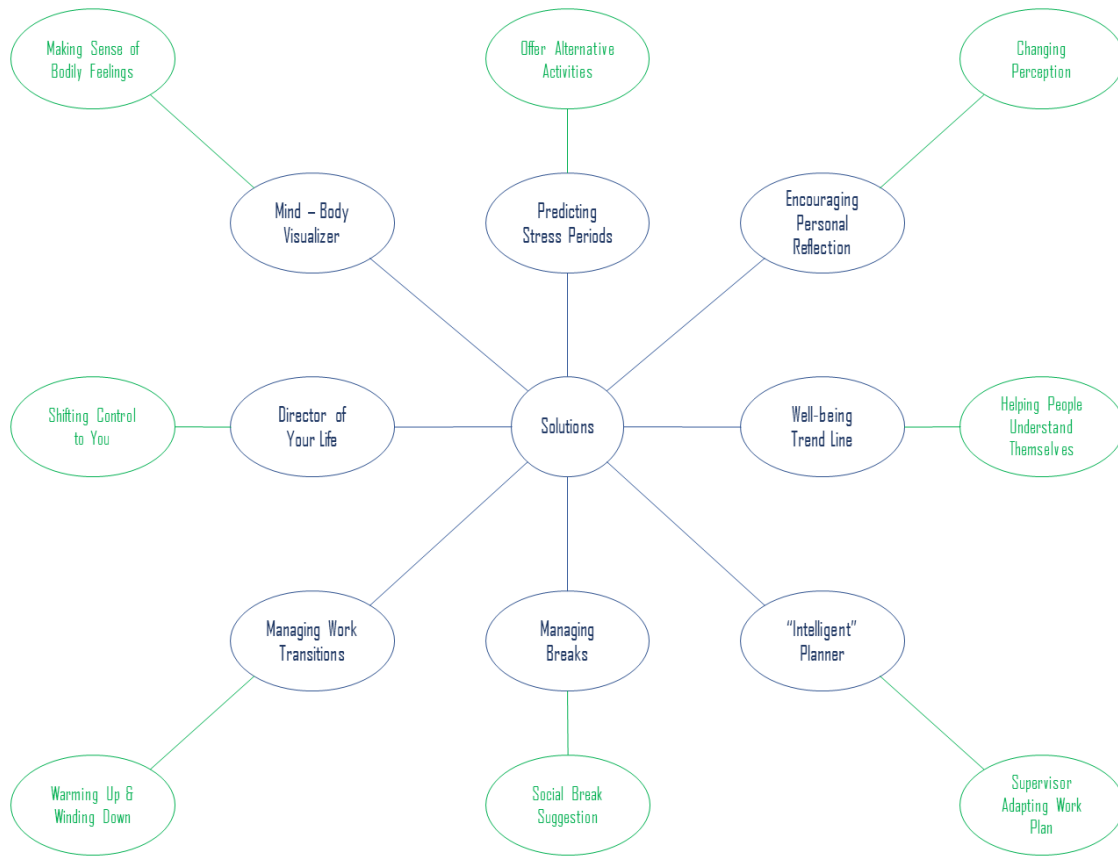 Making Sense of
Bodily Feelings
Offer Alternative
Activities
Changing
Perception
Mind – Body
Visualizer
Predicting
Stress Periods
Encouraging
Personal
Reflection
Shifting Control
to You
Director of
Your Life
Solutions
Well-being
Trend Line
Helping People
Understand
Themselves
Managing Work
Transitions
Managing
Breaks
“Intelligent”
Planner
Warming Up &
Winding Down
Social Break
Suggestion
Supervisor
Adapting Work
Plan